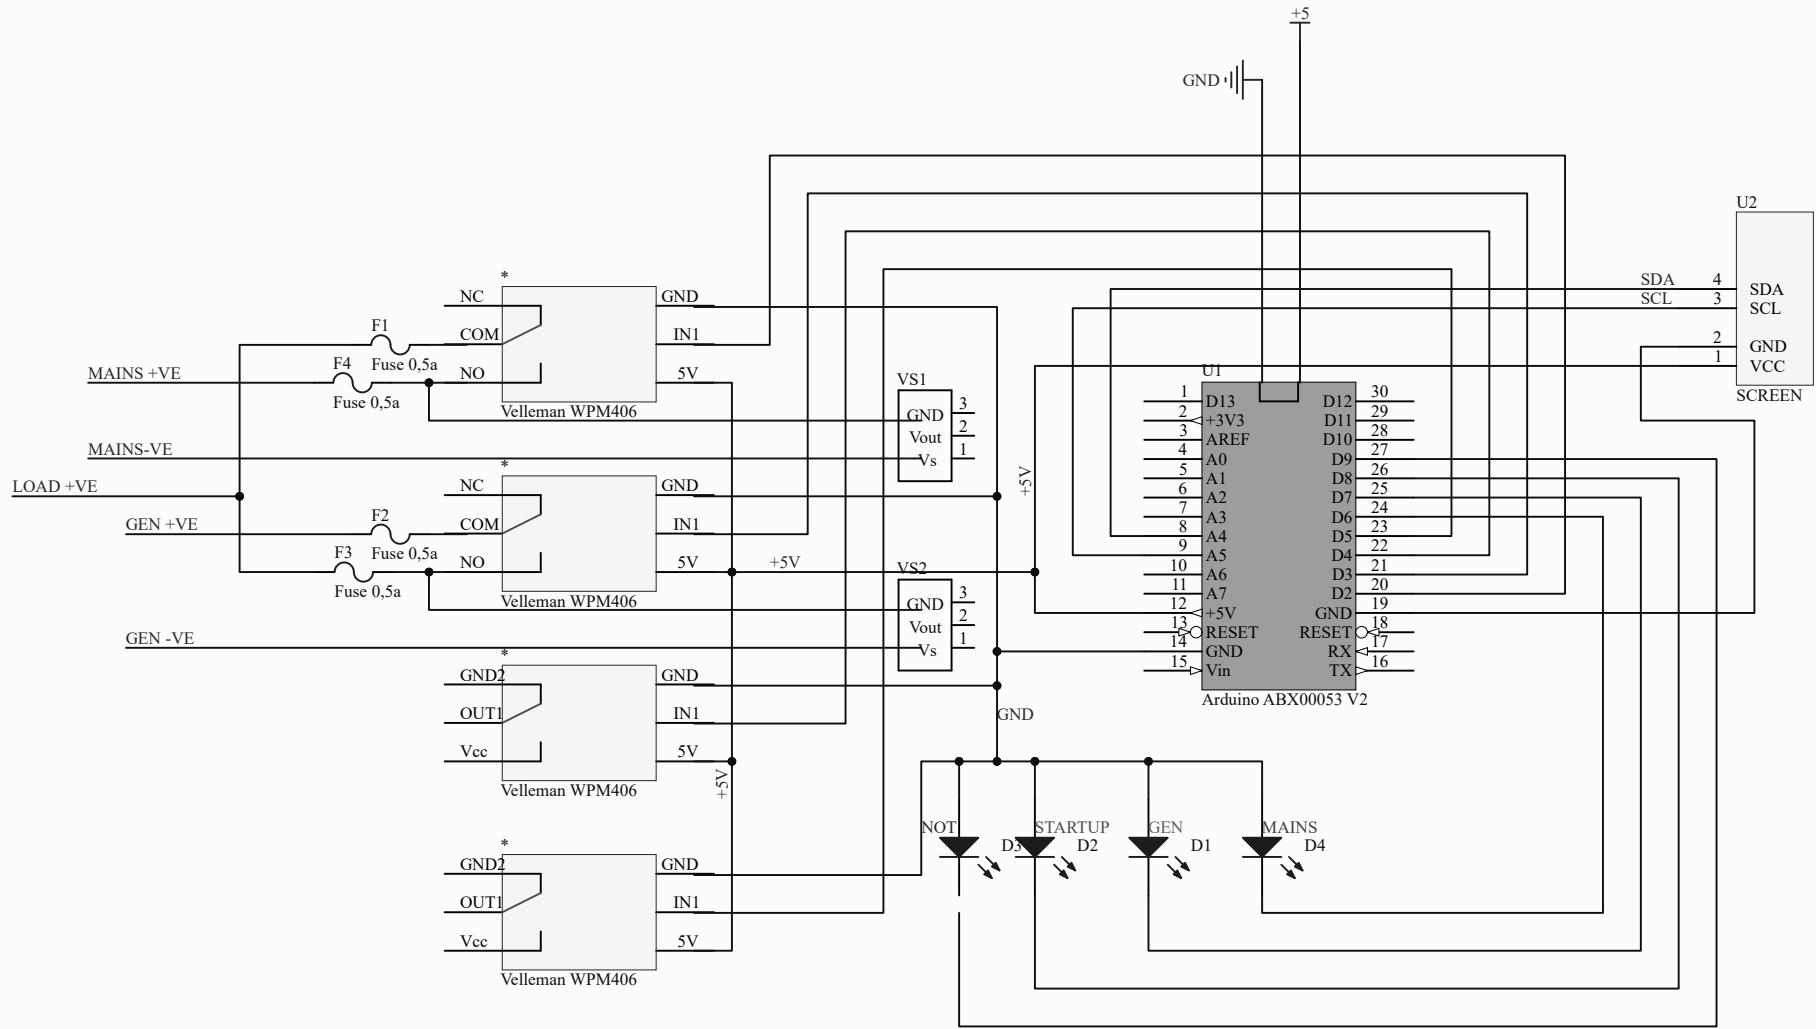 +5
GND
U2
SDA 4
SCL 3
2
1
SDA
SCL
GND
VCC
SCREEN
*
NC
COM
NO
GND
IN1
5V
Velleman WPM406
F1
Fuse 0,5a
F4
Fuse 0,5a
MAINS +VE
MAINS-VE
LOAD +VE
VS1
GND 3
Vout 2
Vs 1
*
NC
COM
NO
GND
IN1
5V
Velleman WPM406
GEN +VE
F2
Fuse 0,5a
F3
Fuse 0,5a
GEN -VE
+5V
+5V
VS2
GND 3
Vout 2
Vs 1
U1
1 D13 D12 30
2 +3V3 D11 29
3 AREF D10 28
4 A0 D9 27
5 A1 D8 26
6 A2 D7 25
7 A3 D6 24
8 A4 D5 23
9 A5 D4 22
10 A6 D3 21
11 A7 D2 20
12 +5V GND 19
13 RESET RESET 18
14 GND RX 17
15 Vin TX 16
Arduino ABX00053 V2
*
GND2
OUT1
Vcc
GND
IN1
5V
Velleman WPM406
+5V
GND
NOT
D3
STARTUP
D2
GEN
D1
MAINS
D4
*
GND2
OUT1
Vcc
GND
IN1
5V
Velleman WPM406